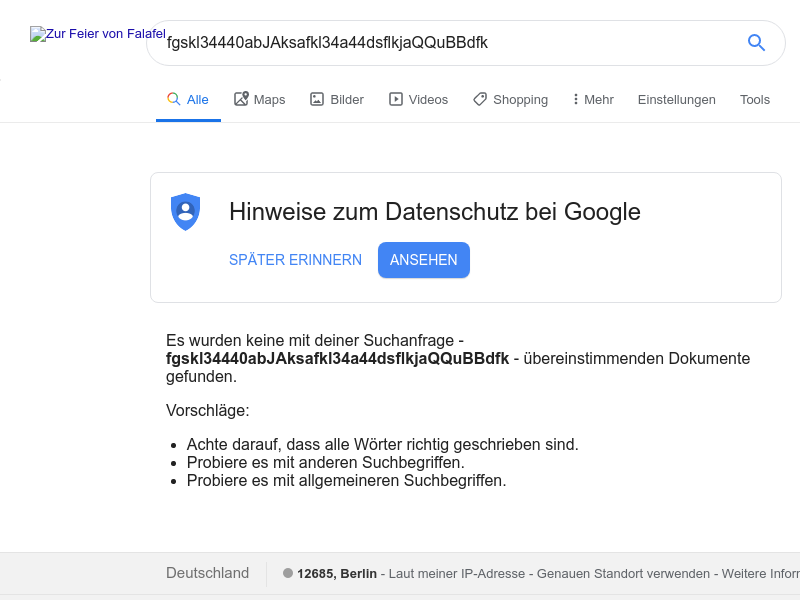 Zur Feier von Falafel
fgskl34440abJAksafkl34a44dsflkjaQQuBBdfk
Alle Maps Bilder Videos Shopping Mehr Einstellungen Tools
Hinweise zum Datenschutz bei Google
SPÄTER ERINNERN ANSEHEN
Es wurden keine mit deiner Suchanfrage -
fgskl34440abJAksafkl34a44dsflkjaQQuBBdfk - übereinstimmenden Dokumente
gefunden.
Vorschläge:
Achte darauf, dass alle Wörter richtig geschrieben sind.
Probiere es mit anderen Suchbegriffen.
Probiere es mit allgemeineren Suchbegriffen.
Deutschland 12685, Berlin - Laut meiner IP-Adresse - Genauen Standort verwenden - Weitere Infor